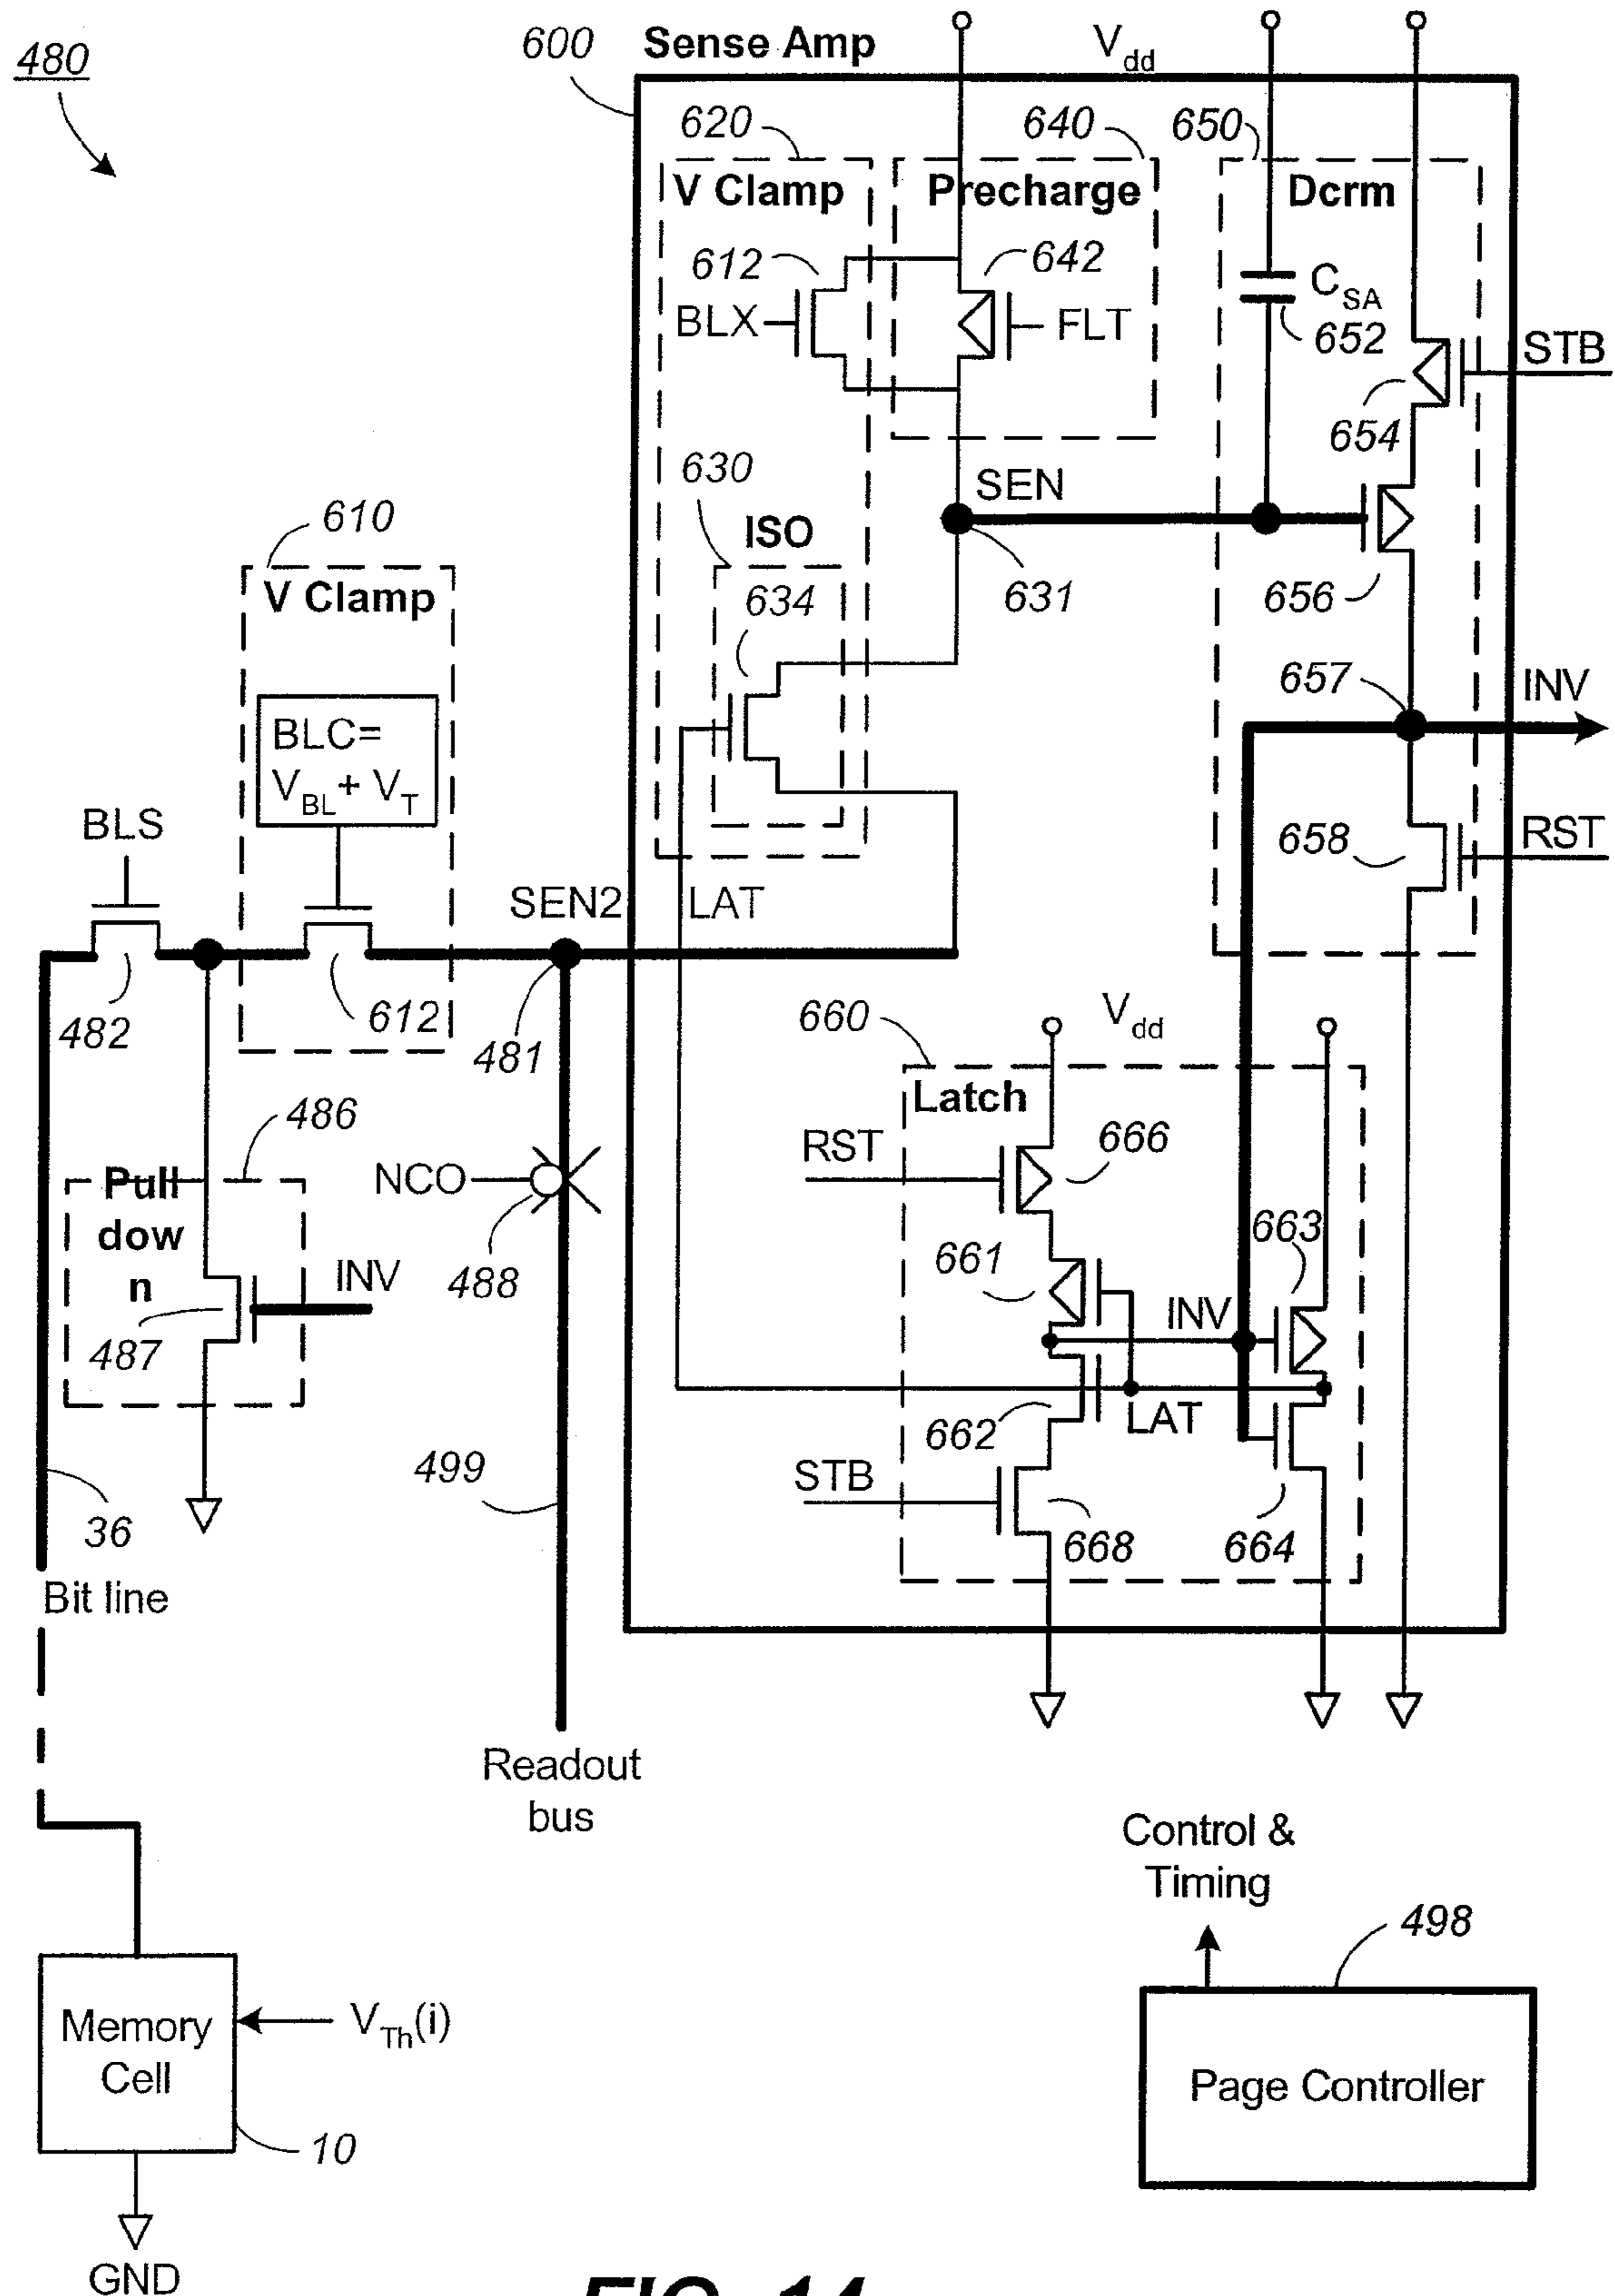 480
600
Sense Amp
Vdd
620
640
650
V Clamp
Precharge
Dcrm
612
642
BLX
FLT
CSA
652
STB
654
630
SEN
ISO
634
631
656
610
V Clamp
BLC=
VBL + VT
657
INV
BLS
SEN2
LAT
658
RST
482
612
481
660
Vdd
Latch
486
RST
666
Pull
dow
n
NCO
663
INV
488
661
INV
487
662
LAT
499
STB
36
668
664
Bit line
Readout
bus
Control &
Timing
498
Memory
Cell
VTh(i)
Page Controller
10
GND